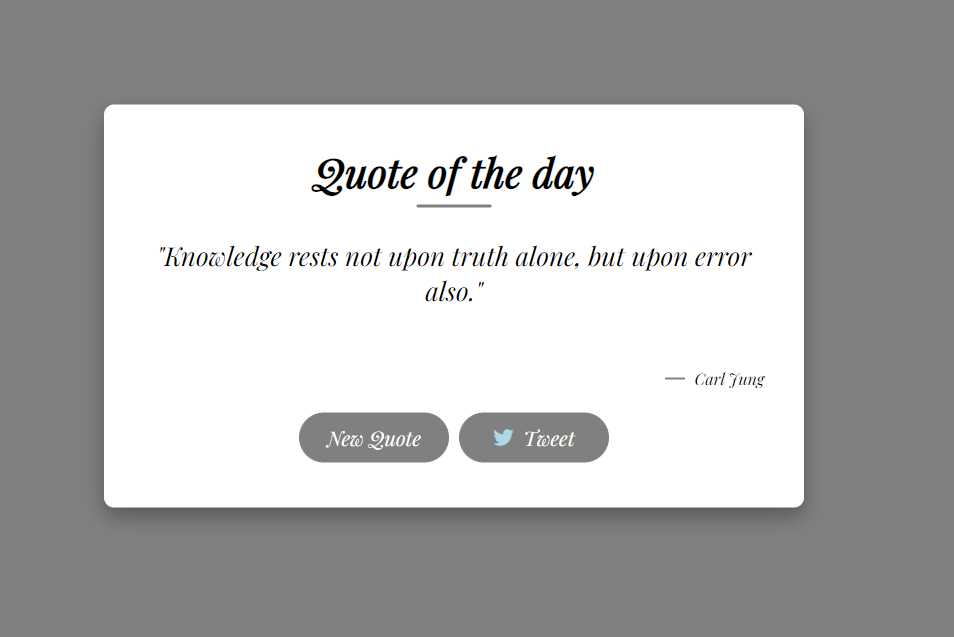 Quote of the day
"Knowledge rests not upon truth alone, but upon error
also."
— Carl Jung
New Quote
Tweet